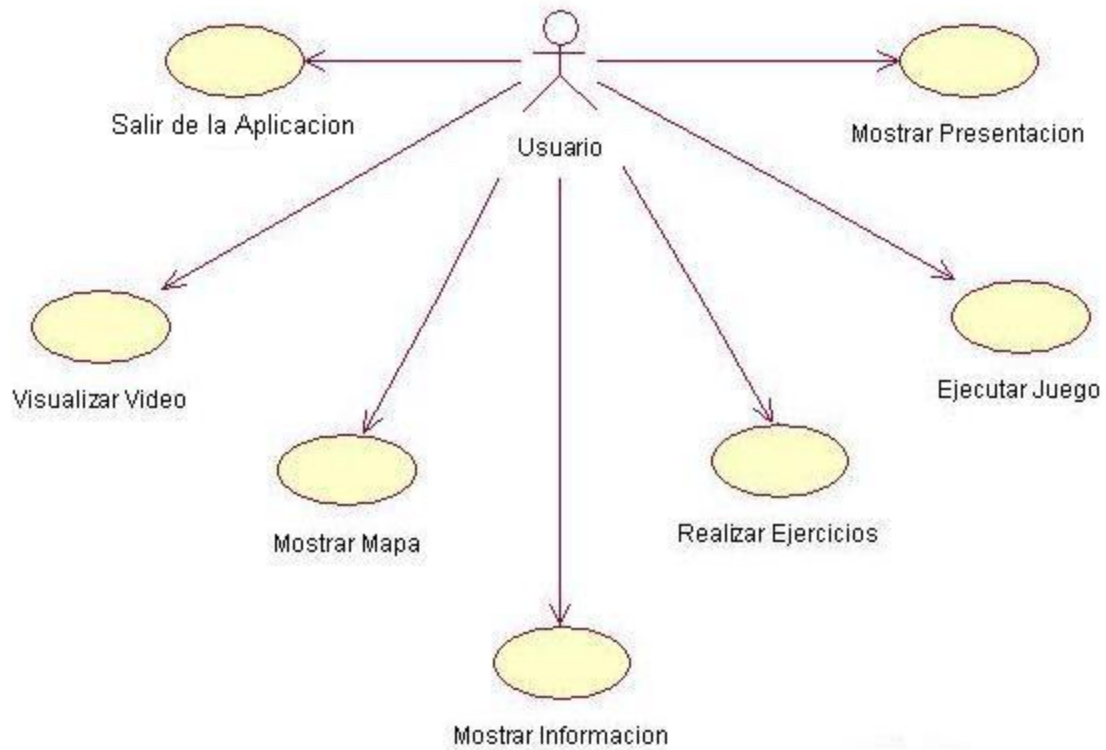 Salir de la Aplicacion
Usuario
Mostrar Presentacion
Visualizar Video
Ejecutar Juego
Mostrar Mapa
Realizar Ejercicios
Mostrar Informacion